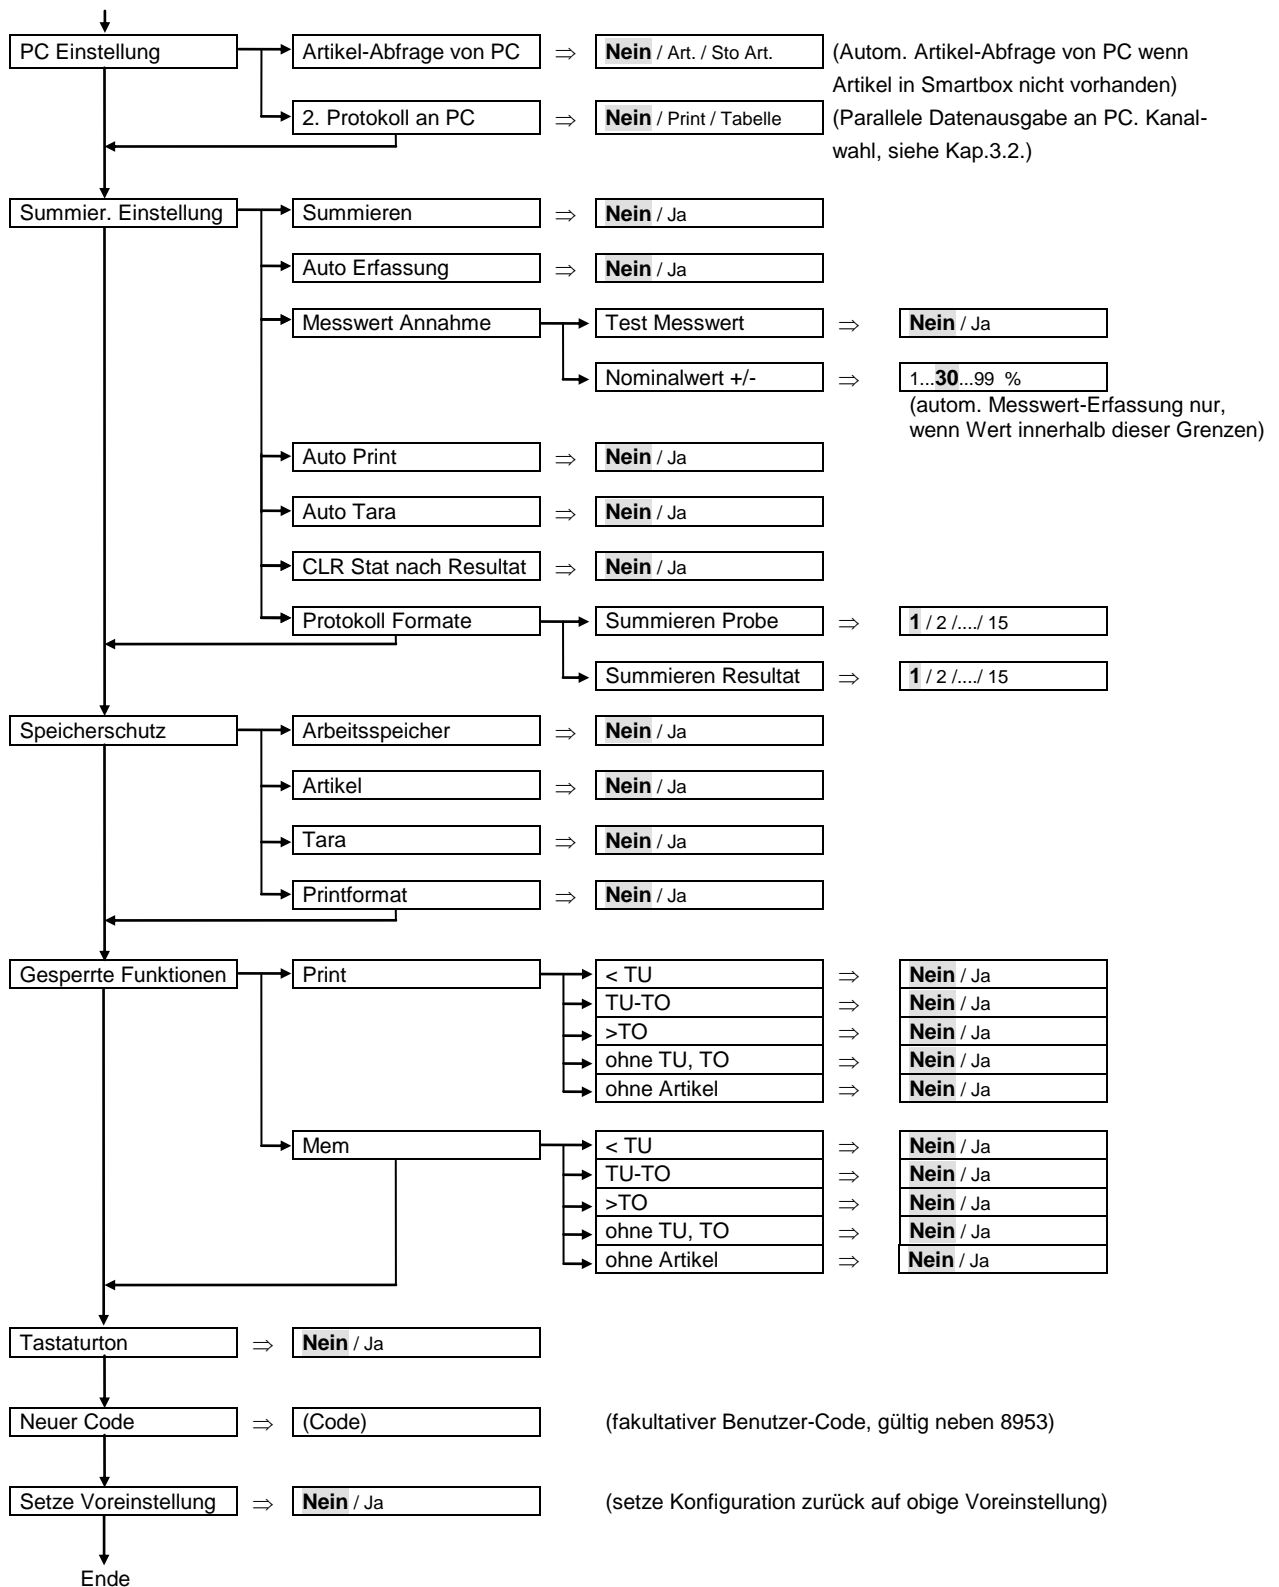 PC Einstellung Artikel-Abfrage von PC ⇒ Nein / Art. / Sto Art. (Autom. Artikel-Abfrage von PC wenn
Artikel in Smartbox nicht vorhanden)
2. Protokoll an PC ⇒ Nein / Print / Tabelle (Parallele Datenausgabe an PC. Kanal-
wahl, siehe Kap.3.2.)
Summier. Einstellung Summieren ⇒ Nein / Ja
Auto Erfassung ⇒ Nein / Ja
Messwert Annahme Test Messwert ⇒ Nein / Ja
Nominalwert +/- ⇒ 1...30...99 %
(autom. Messwert-Erfassung nur,
wenn Wert innerhalb dieser Grenzen)
Auto Print ⇒ Nein / Ja
Auto Tara ⇒ Nein / Ja
CLR Stat nach Resultat ⇒ Nein / Ja
Protokoll Formate Summieren Probe ⇒ 1 / 2 /..../ 15
Summieren Resultat ⇒ 1 / 2 /..../ 15
Speicherschutz Arbeitsspeicher ⇒ Nein / Ja
Artikel ⇒ Nein / Ja
Tara ⇒ Nein / Ja
Printformat ⇒ Nein / Ja
Gesperrte Funktionen Print < TU ⇒ Nein / Ja
TU-TO ⇒ Nein / Ja
>TO ⇒ Nein / Ja
ohne TU, TO ⇒ Nein / Ja
ohne Artikel ⇒ Nein / Ja
Mem < TU ⇒ Nein / Ja
TU-TO ⇒ Nein / Ja
>TO ⇒ Nein / Ja
ohne TU, TO ⇒ Nein / Ja
ohne Artikel ⇒ Nein / Ja
Tastaturton ⇒ Nein / Ja
Neuer Code ⇒ (Code) (fakultativer Benutzer-Code, gültig neben 8953)
Setze Voreinstellung ⇒ Nein / Ja (setze Konfiguration zurück auf obige Voreinstellung)
Ende